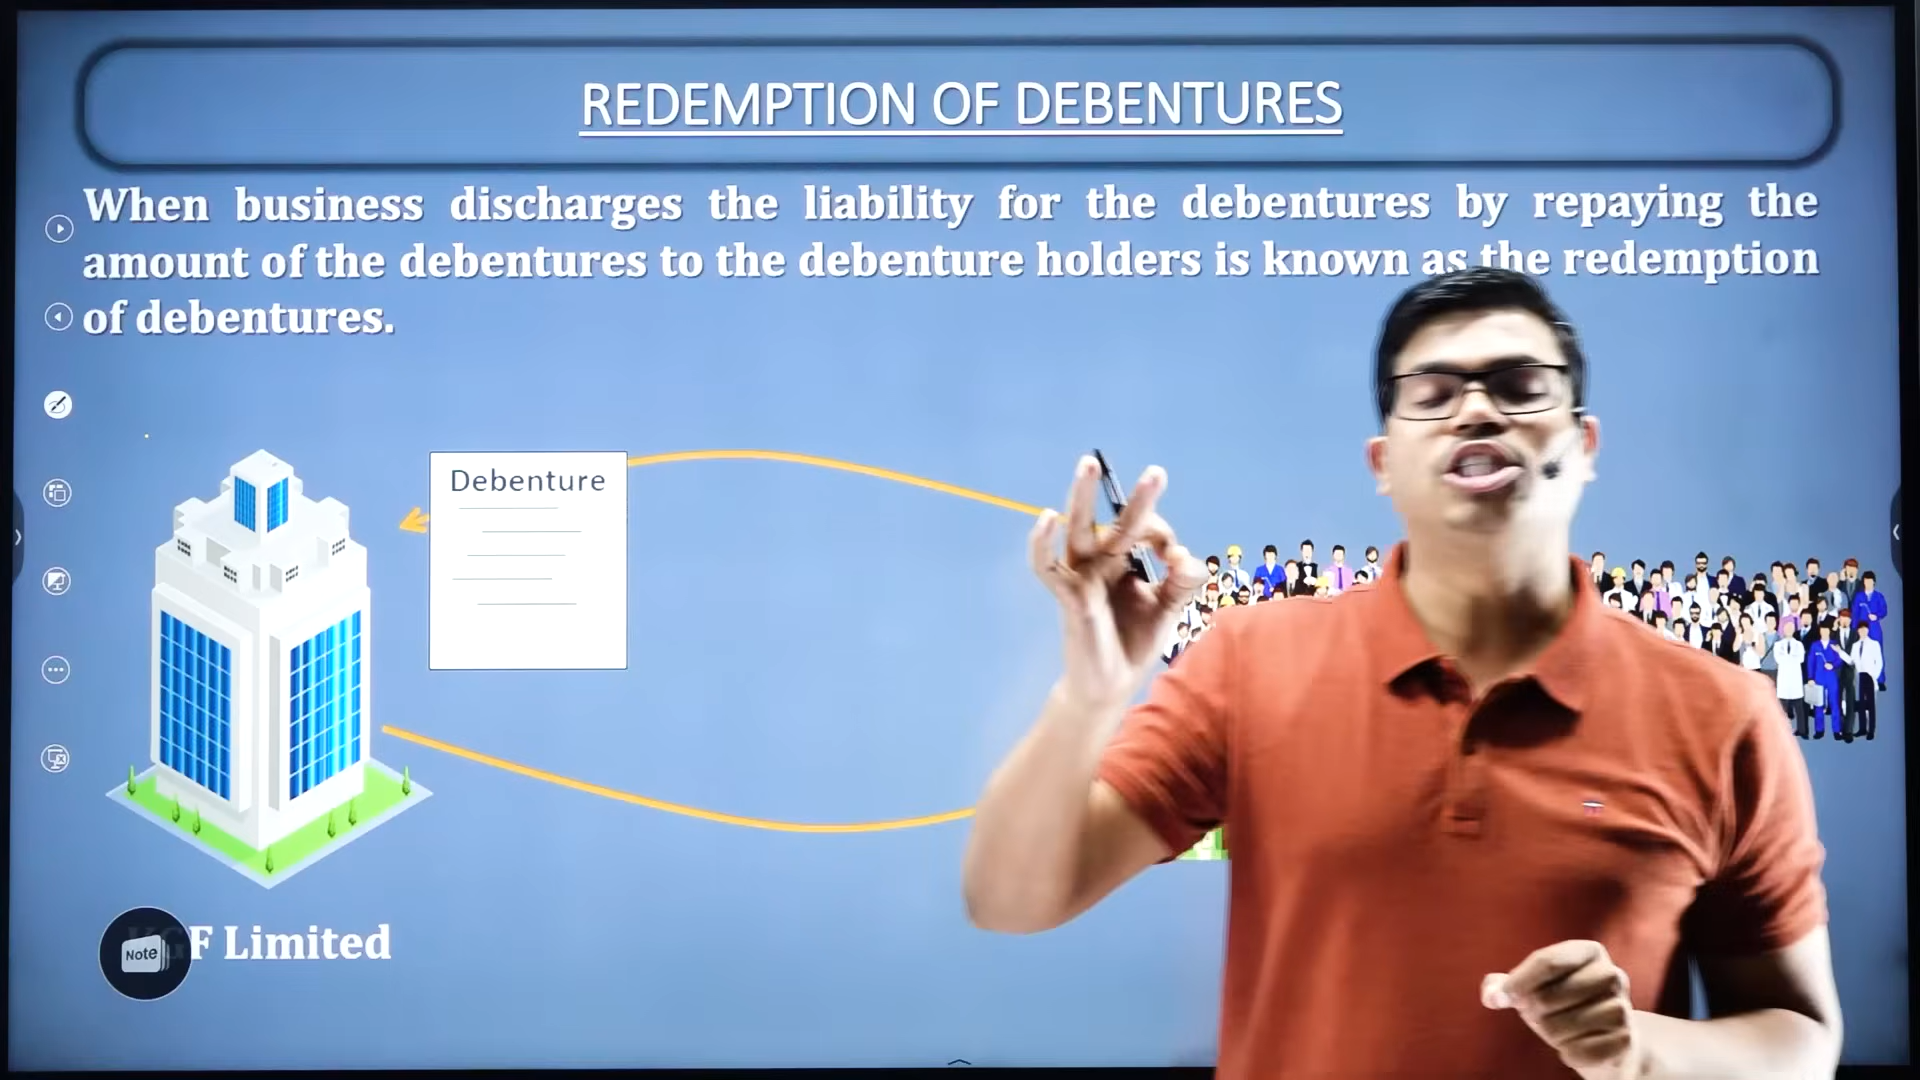 REDEMPTION OF DEBENTURES
When business discharges the liability for the debentures by repaying the
amount of the debentures to the debenture holders is known as the redemption
of debentures.
Debenture
F Limited
Note